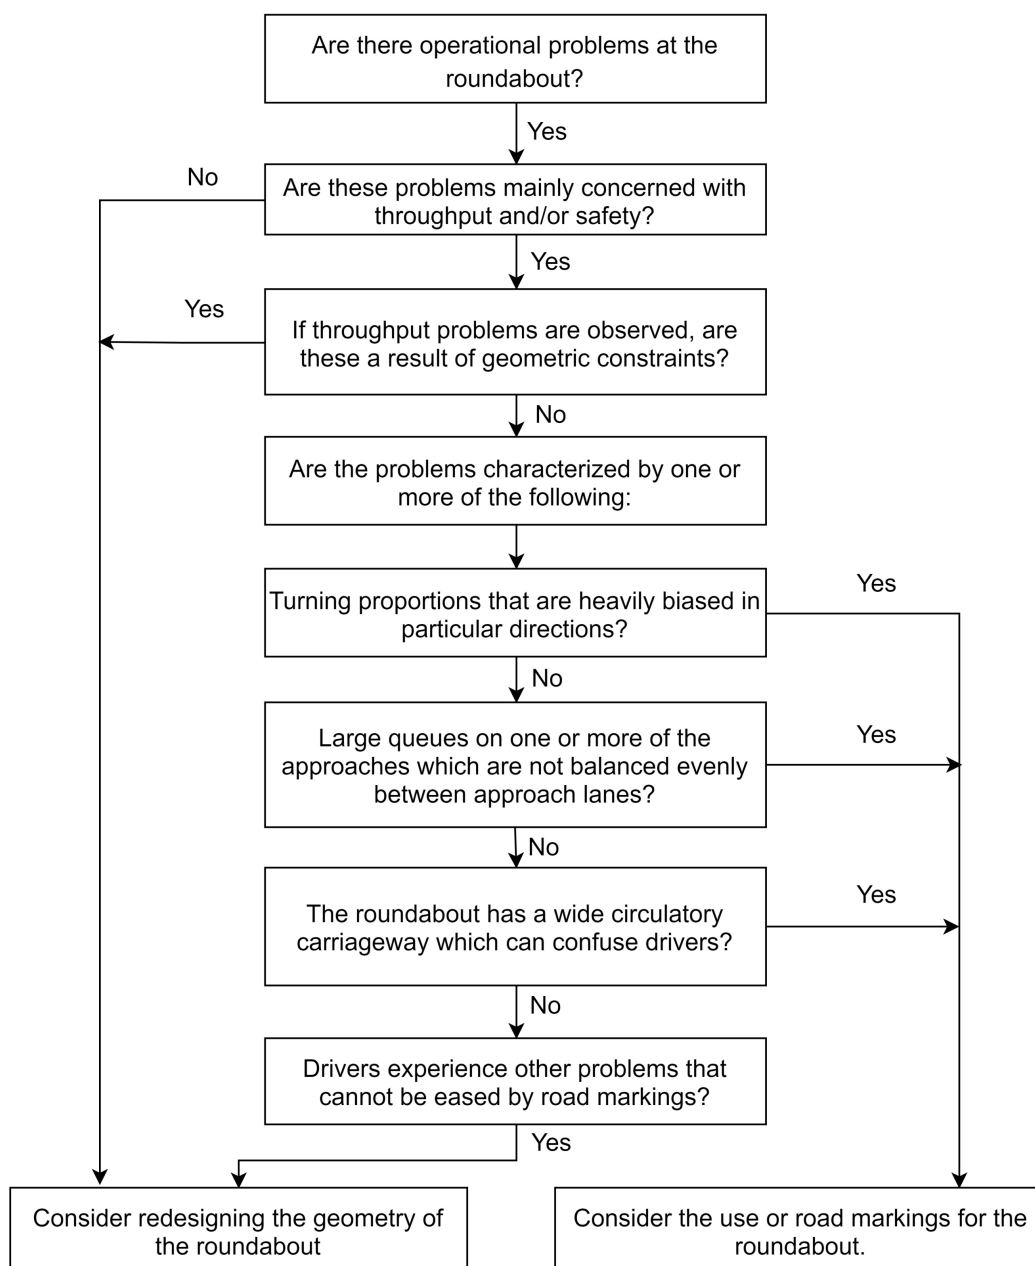 Are there operational problems at the
roundabout?
Yes
No
Are these problems mainly concerned with
throughput and/or safety?
Yes
Yes
If throughput problems are observed, are
these a result of geometric constraints?
No
Are the problems characterized by one or
more of the following:
Yes
Turning proportions that are heavily biased in
particular directions?
No
Large queues on one or more of the
approaches which are not balanced evenly
between approach lanes?
Yes
No
Yes
The roundabout has a wide circulatory
carriageway which can confuse drivers?
No
Drivers experience other problems that
cannot be eased by road markings?
Yes
Consider redesigning the geometry of
the roundabout
Consider the use or road markings for the
roundabout.